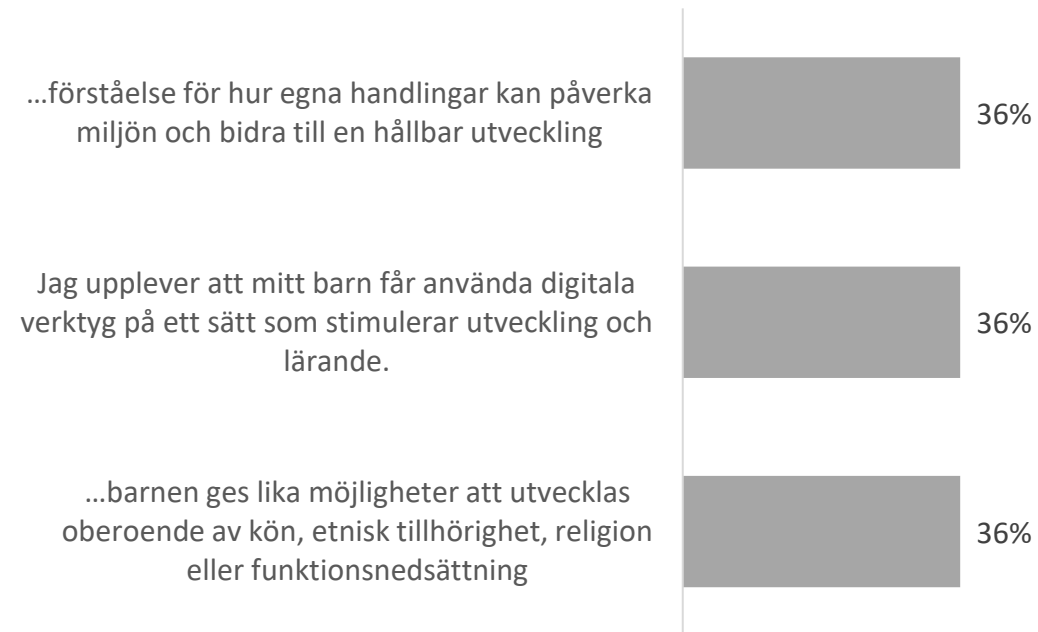 ...förståelse för hur egna handlingar kan påverka
miljön och bidra till en hållbar utveckling
36%
Jag upplever att mitt barn får använda digitala
verktyg på ett sätt som stimulerar utveckling och
lärande.
36%
...barnen ges lika möjligheter att utvecklas
oberoende av kön, etnisk tillhörighet, religion
eller funktionsnedsättning
36%